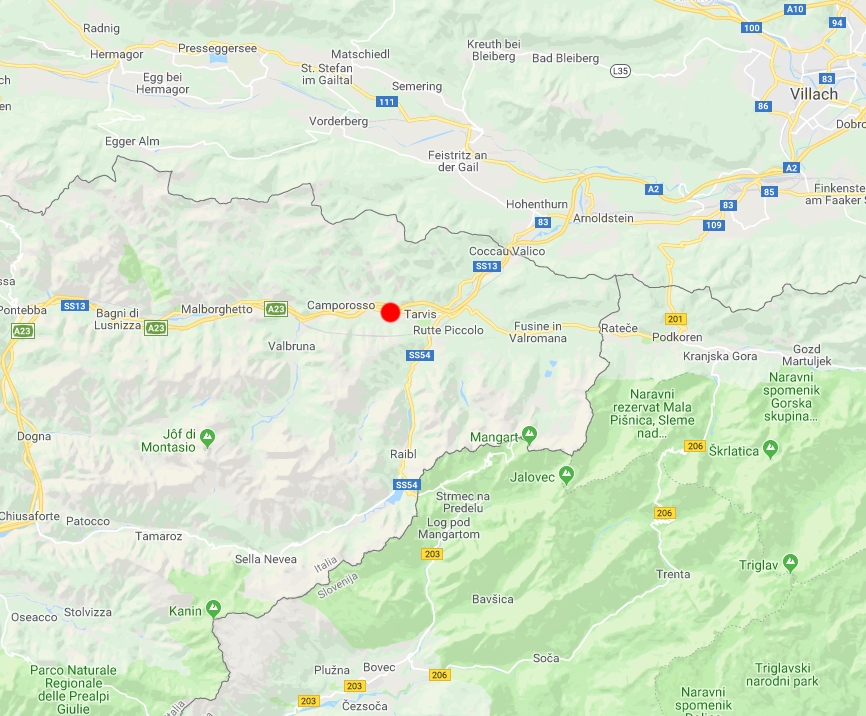 A10
Radnig
100
94
Hermagor
Presseggersee
Matschiedl
Kreuth bei
Bleiberg
Bad Bleiberg
L35
St. Stefan
im Gailtal
Egg bei
Hermagor
Semering
83
Villach
111
86
Vorderberg
Egger Alm
Feistritz an
der Gail
A2
A2
85
Finkenste
am Faaker S
Hohenthurn
83
83
Arnoldstein
109
Coccau Valico
SS13
Pontebba
SS13
Bagni di
Lusnizza
Malborghetto
A23
Camporosso
Tarvis
A23
A23
Rutte Piccolo
Fusine in
Valromana
Rateče
201
Podkoren
Valbruna
SS54
Kranjska Gora
Gozd
Martuljek
Naravni
rezervat Mala
Pišnica, Sleme
nad...
Naravni
spomenik
Gorska
skupina...
Dogna
Jôf di
Montasio
Mangart
206
Škrlatica
Raibl
Jalovec
SS54
Strmec na
Predelu
Log pod
Mangartom
206
Chiusaforte
Patocco
Tamaroz
Sella Nevea
Italia
Slovenija
203
Trenta
Triglav
Bavšica
Oseacco
Stolvizza
Kanin
Soča
Parco Naturale
Regionale
delle Prealpi
Giulie
Plužna
Bovec
206
203
203
Čezsoča
Triglavski
narodni park
Naravni
spomenik